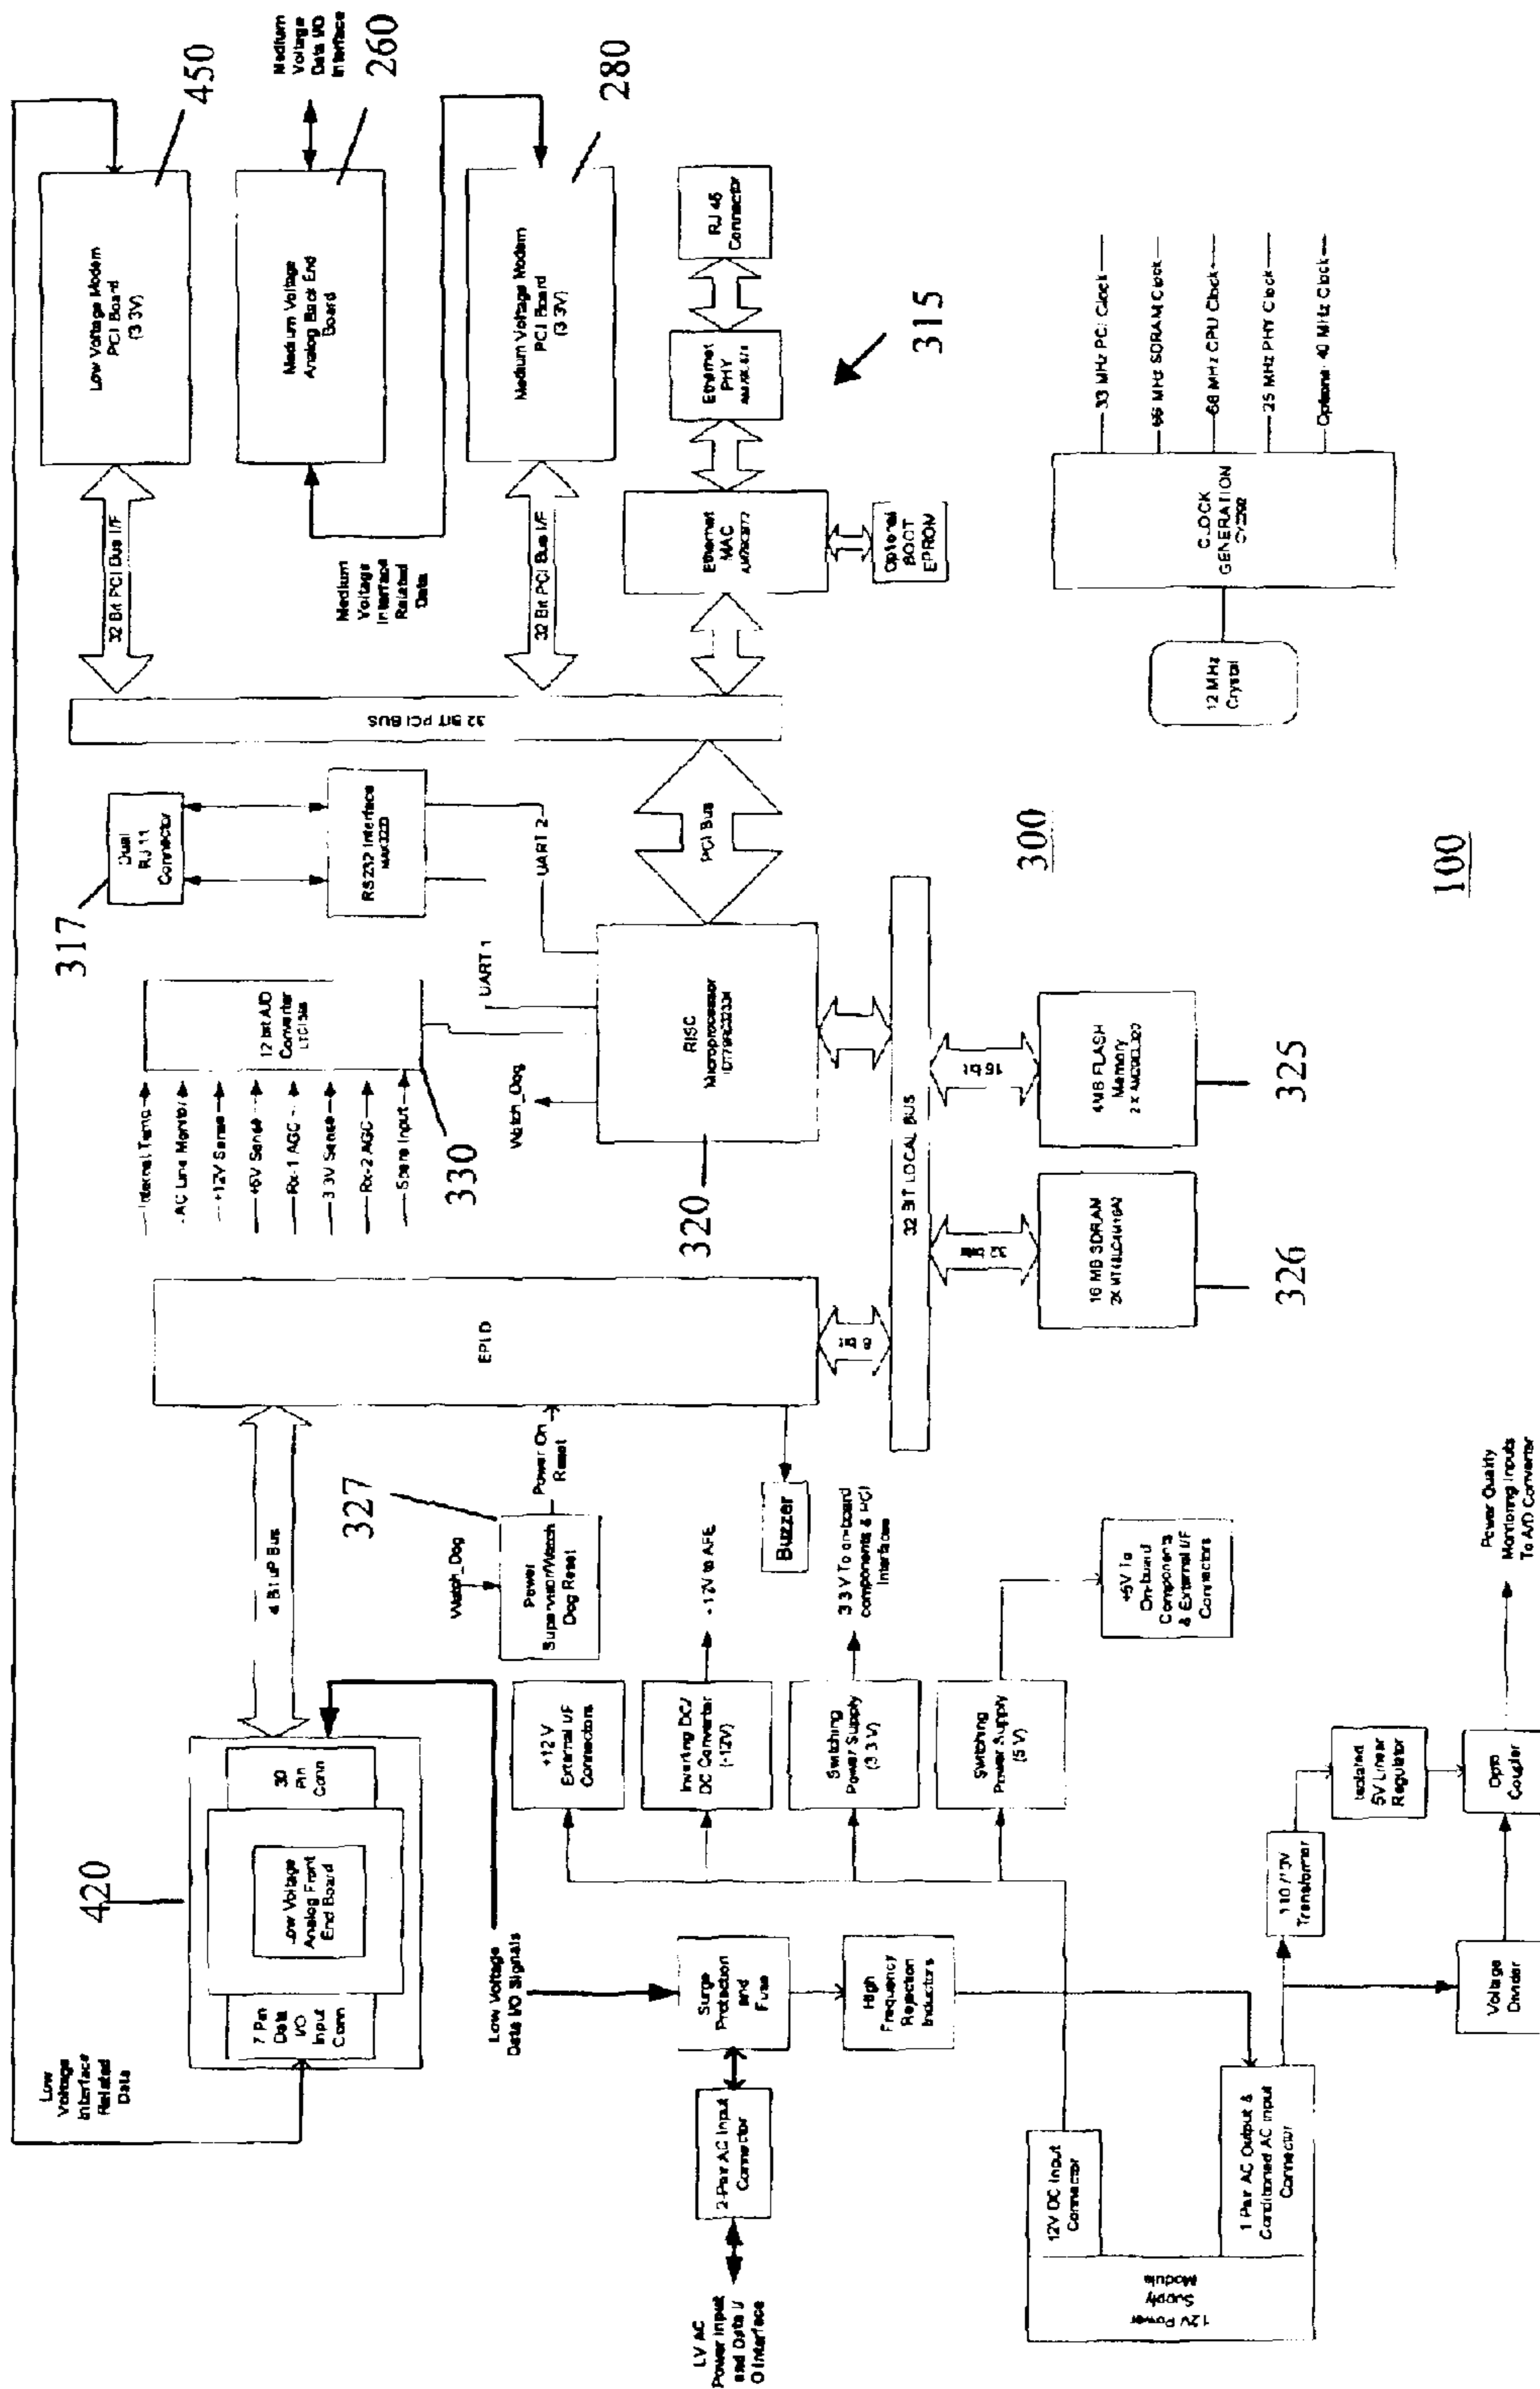 Low
Voltage
Interface
Related
Data
420
7 Pin
Data
I/O
Input
Conn
Low Voltage
Analog Front
End Board
30
Pin
Conn
4 Bit uP Bus
Low Voltage
Data I/O Signals
LV AC
Power Input
and Data I/
O Interface
2-Pair AC Input
Connector
Surge
Protection
and
Fuse
High
Frequency
Rejection
Inductors
12V Power
Supply
Module
12V DC Input
Connector
1 Pair AC Output &
Conditioned AC Input
Connector
+12 V
External I/F
Connectors
Inverting DC/
DC Converter
(-12V)
-12V to AFE
Switching
Power Supply
(3.3 V)
3.3 V To on-board
components & PCI
Interfaces
Switching
Power Supply
(5 V)
+5V To
On-board
Components
& External I/F
Connectors
Transformer
Isolated
5V Linear
Regulator
Voltage
Divider
Opto
Coupler
Power Quality
Monitoring Inputs
To A/D Converter
327
Watch_Dog
Power
Supervisor/Watch
Dog Reset
Power On
Reset
Buzzer
EPLD
Internal Temp
AC Line Monitor
+12V Sense
+5V Sense
Rx-1 AGC
3.3V Sense
Rx-2 AGC
Spare Input
330
12 bit A/D
Converter
317
Dual
RJ 11
Connector
RS232 Interface
UART 1
UART 2
Watch_Dog
320
RISC
Microprocessor
PCI Bus
32 BIT PCI BUS
32 BIT LOCAL BUS
16 bit
300
16 MB SDRAM
326
4MB FLASH
Memory
325
32 Bit PCI Bus I/F
Low Voltage Modem
PCI Board
(3.3V)
450
Medium Voltage
Analog Back End
Board
260
Medium
Voltage
Data I/O
Interface
Medium
Voltage
Interface
Related
Data
32 Bit PCI Bus I/F
Medium Voltage Modem
PCI Board
(3.3V)
280
Ethernet
MAC
Ethernet
PHY
RJ 45
Connector
315
Optional
BOOT
EPROM
12 MHz
Crystal
CLOCK
GENERATION
33 MHz PCI Clock
66 MHz SDRAM Clock
25 MHz PHY Clock
Optional 40 MHz Clock
100